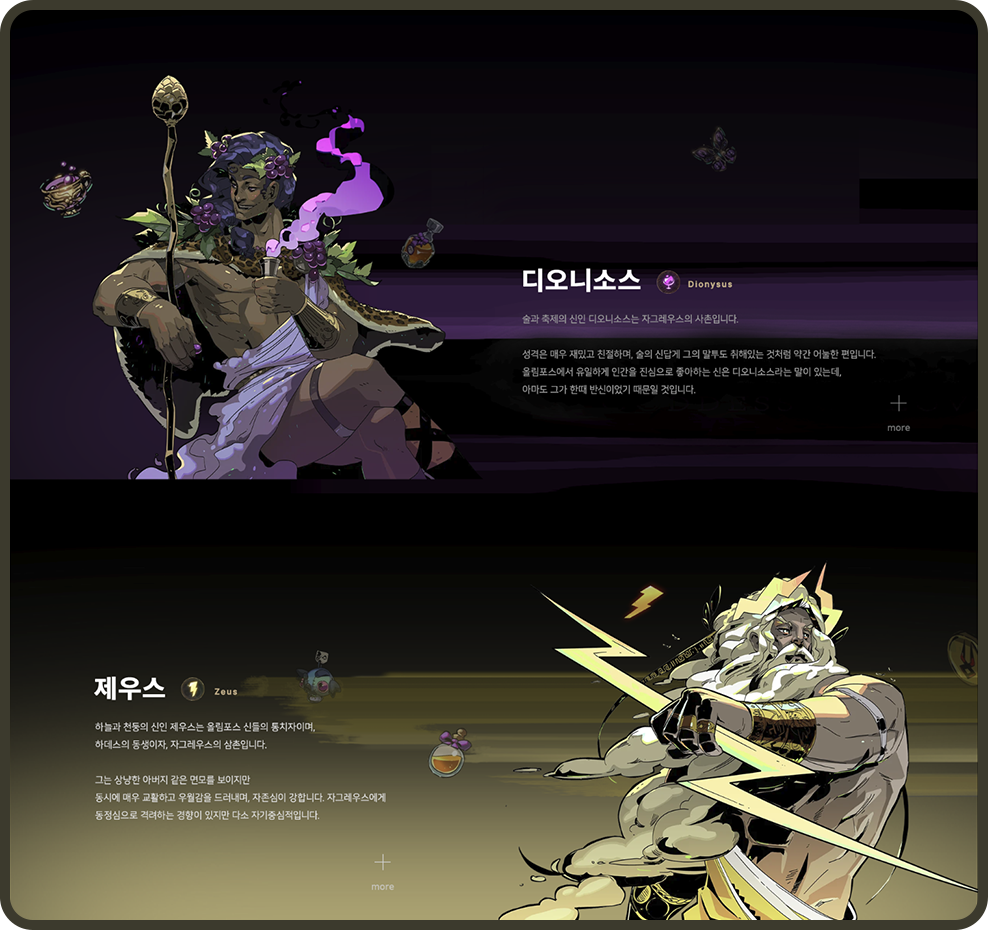 디오니소스 Dionysus
술과 축제의 신인 디오니소스는 자그레우스의 사촌입니다.
성격은 매우 재밌고 친절하며, 술의 신답게 그의 말투도 취해있는 것처럼 약간 어눌한 편입니다.
올림포스에서 유일하게 인간을 진심으로 좋아하는 신은 디오니소스라는 말이 있는데,
아마도 그가 한때 반신이었기 때문일 것입니다.
more
제우스 Zeus
하늘과 천둥의 신인 제우스는 올림포스 신들의 통치자이며,
하데스의 동생이자, 자그레우스의 삼촌입니다.
그는 상냥한 아버지 같은 면모를 보이지만
동시에 매우 교활하고 우월감을 드러내며, 자존심이 강합니다. 자그레우스에게
동정심으로 격려하는 경향이 있지만 다소 자기중심적입니다.
more